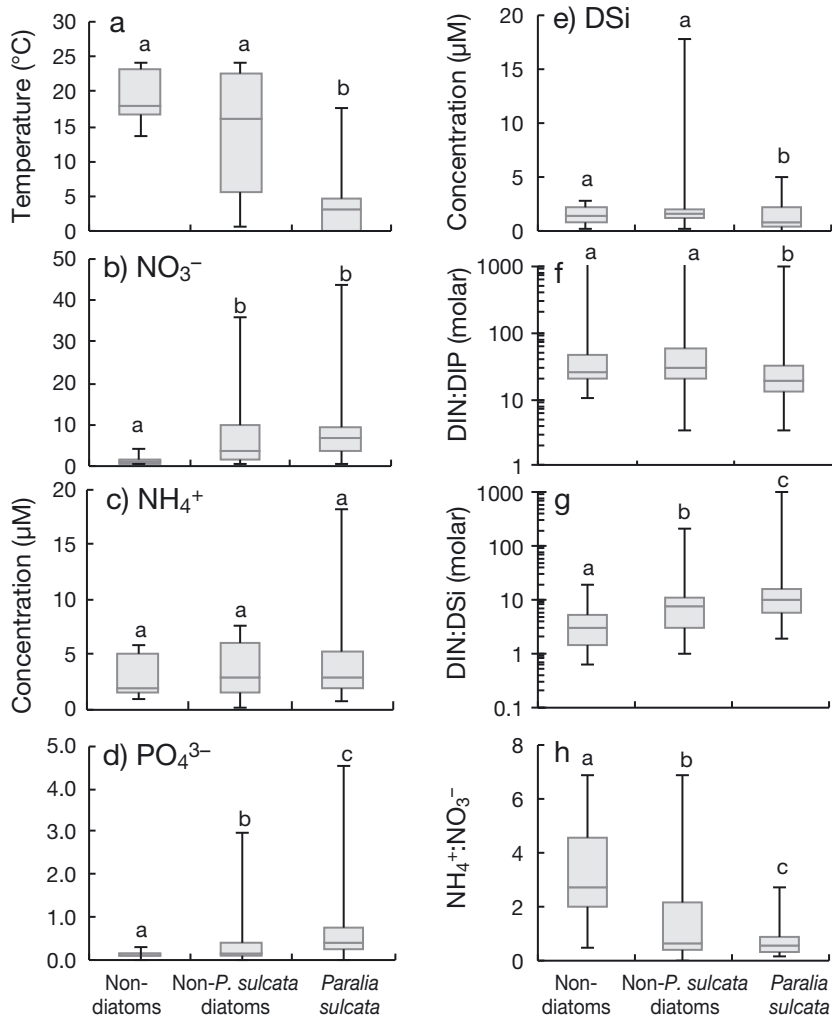 a
Temperature (°C)
30
25
20
15
10
5
0
a
a
b
b) NO₃⁻
50
40
30
20
10
0
a
b
b
c) NH₄⁺
Concentration (µM)
20
15
10
5
0
a
a
a
d) PO₄³⁻
5.0
4.0
3.0
2.0
1.0
0.0
a
b
c
Non-
diatoms
Non-P. sulcata
diatoms
Paralia
sulcata
e) DSi
Concentration (µM)
20
15
10
5
0
a
a
b
f
DIN:DIP (molar)
1000
100
10
1
a
a
b
g
DIN:DSi (molar)
1000
100
10
1
0.1
a
b
c
h
NH₄⁺:NO₃⁻
8
6
4
2
0
a
b
c
Non-
diatoms
Non-P. sulcata
diatoms
Paralia
sulcata